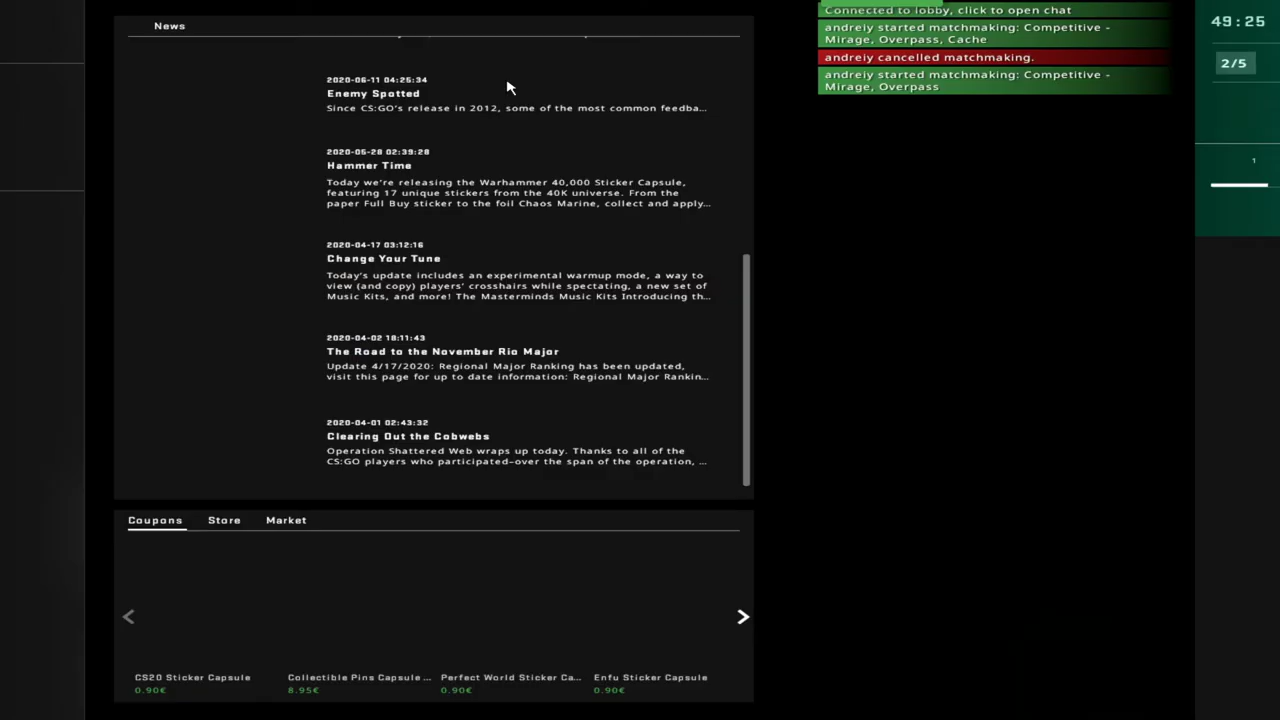 News
2020-06-11 04:25:34
Enemy Spotted
Since CS:GO's release in 2012, some of the most common feedba...
2020-05-28 02:39:28
Hammer Time
Today we're releasing the Warhammer 40,000 Sticker Capsule,
featuring 17 unique stickers from the 40K universe. From the
paper Full Buy sticker to the foil Chaos Marine, collect and apply...
2020-04-17 03:12:16
Change Your Tune
Today's update includes an experimental warmup mode, a way to
view (and copy) players' crosshairs while spectating, a new set of
Music Kits, and more! The Masterminds Music Kits Introducing th...
2020-04-02 18:11:43
The Road to the November Rio Major
Update 4/17/2020: Regional Major Ranking has been updated,
visit this page for up to date information: Regional Major Rankin...
2020-04-01 02:43:32
Clearing Out the Cobwebs
Operation Shattered Web wraps up today. Thanks to all of the
CS:GO players who participated–over the span of the operation, ...
Coupons Store Market
CS20 Sticker Capsule
0.90€
Collectible Pins Capsule ...
8.95€
Perfect World Sticker Ca...
0.90€
Enfu Sticker Capsule
0.90€
Connected to lobby, click to open chat
andreiy started matchmaking: Competitive -
Mirage, Overpass, Cache
andreiy cancelled matchmaking.
andreiy started matchmaking: Competitive -
Mirage, Overpass
49:25
2/5
1